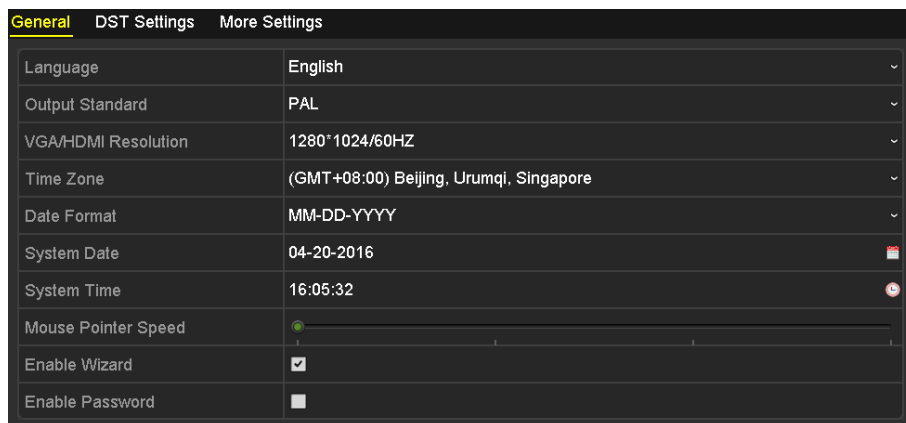 General DST Settings More Settings
Language English
Output Standard PAL
VGA/HDMI Resolution 1280*1024/60HZ
Time Zone (GMT+08:00) Beijing, Urumqi, Singapore
Date Format MM-DD-YYYY
System Date 04-20-2016
System Time 16:05:32
Mouse Pointer Speed
Enable Wizard
Enable Password